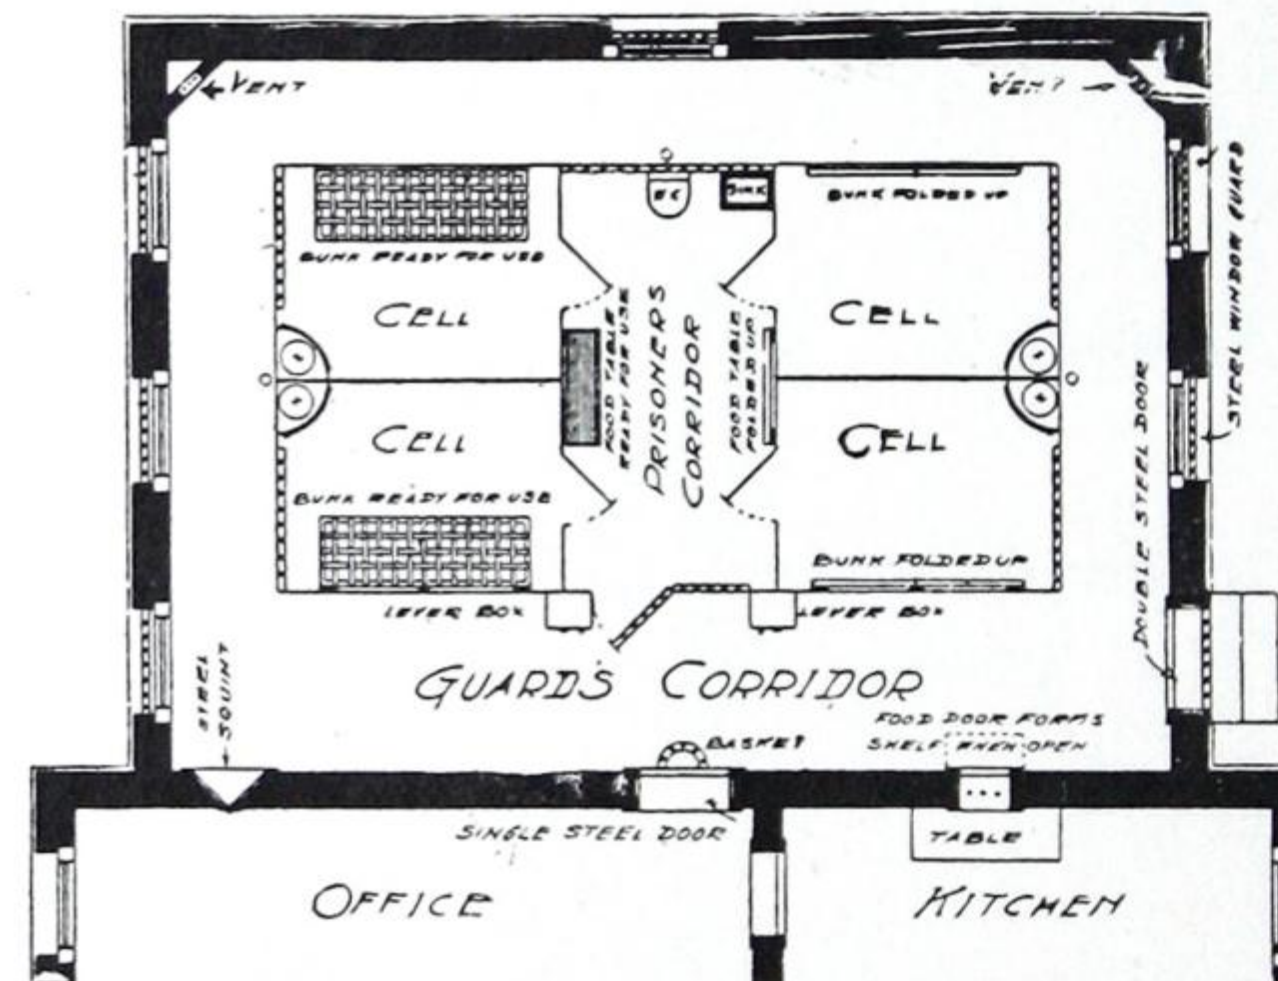 VENT
VENT
STEEL WINDOW GUARD
SINK
BUNK FOLDED UP
BUNK READY FOR USE
CELL
CELL
FOOD TABLE
READY FOR USE
PRISONERS
CORRIDOR
FOOD TABLE
FOLDED UP
CELL
CELL
DOUBLE STEEL DOOR
BUNK READY FOR USE
BUNK FOLDED UP
LEVER BOX
LEVER BOX
STEEL
SQUINT
GUARD'S CORRIDOR
FOOD DOOR FORMS
SHELF WHEN OPEN
BASKET
SINGLE STEEL DOOR
TABLE
OFFICE
KITCHEN